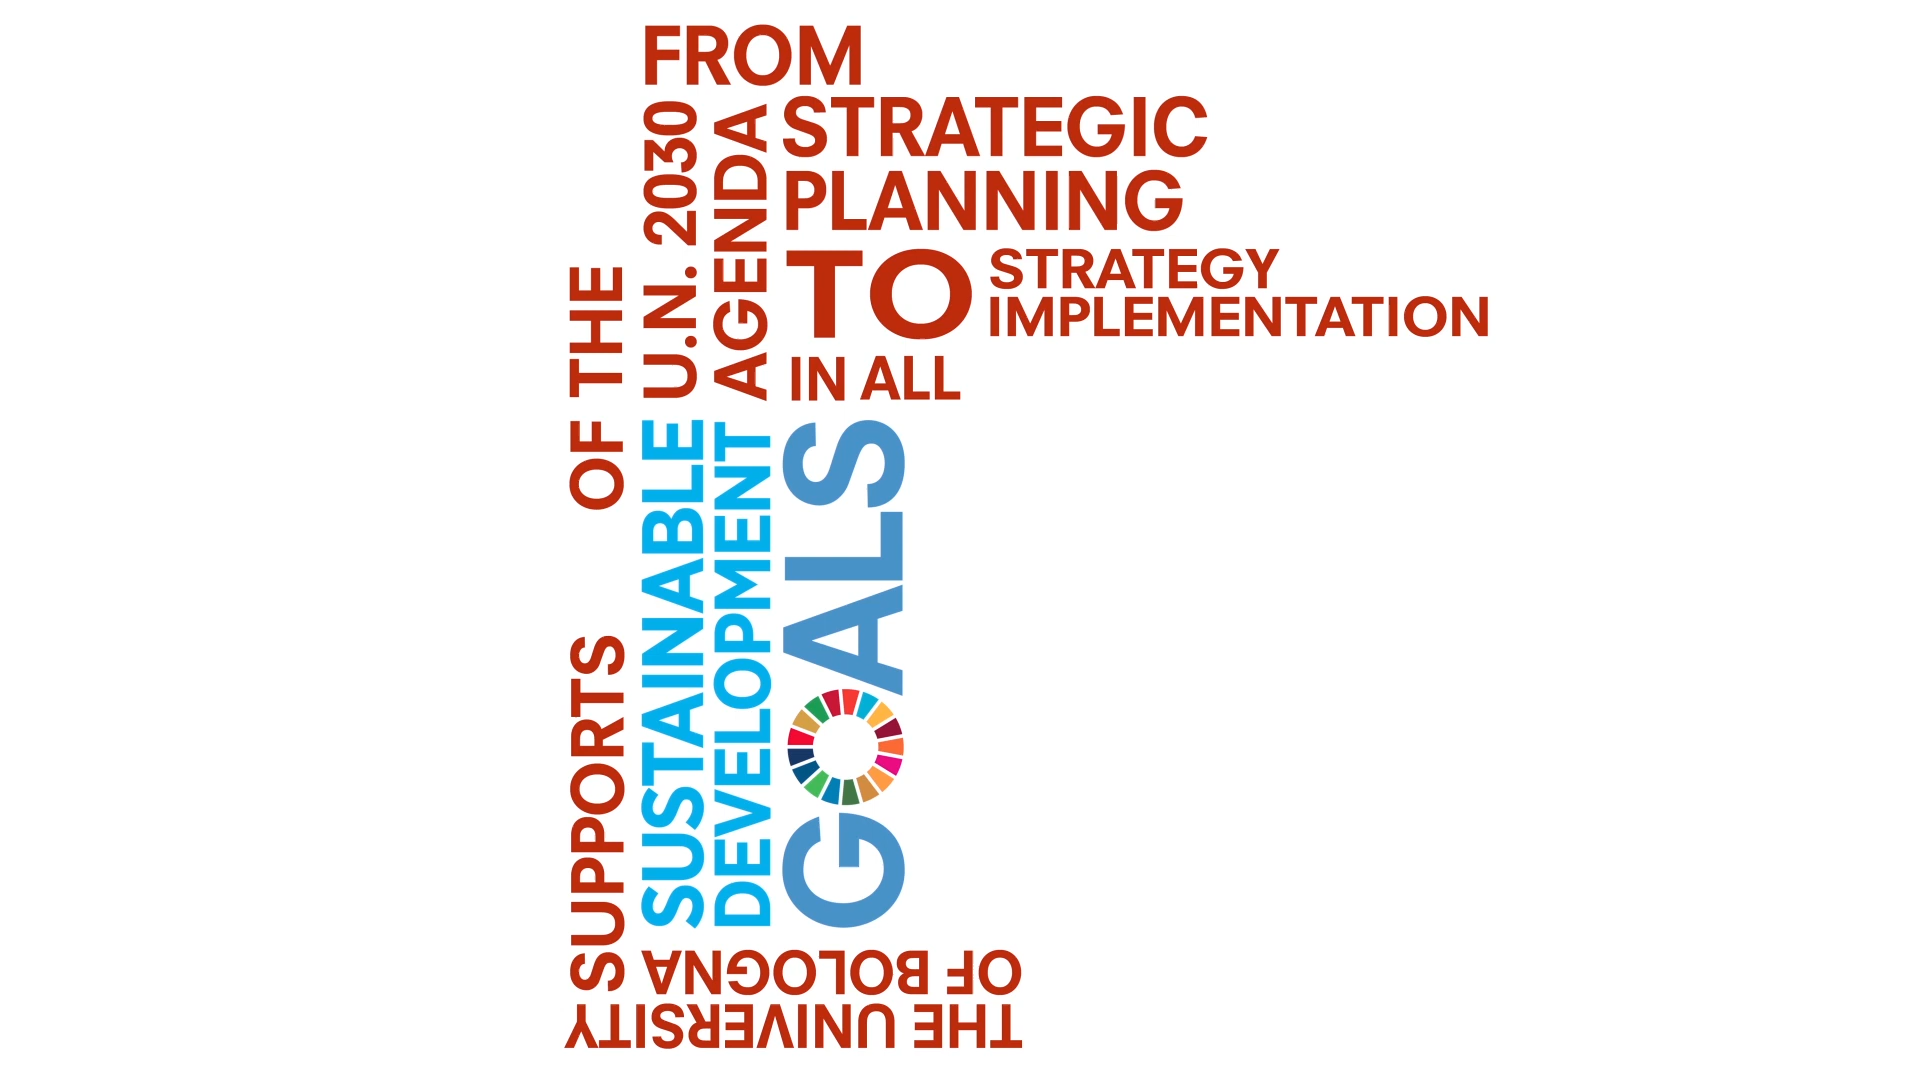 THE UNIVERSITY
OF BOLOGNA
SUPPORTS
SUSTAINABLE
DEVELOPMENT
GOALS
OF THE
U.N. 2030
AGENDA
FROM
STRATEGIC
PLANNING
TO
STRATEGY
IMPLEMENTATION
IN ALL